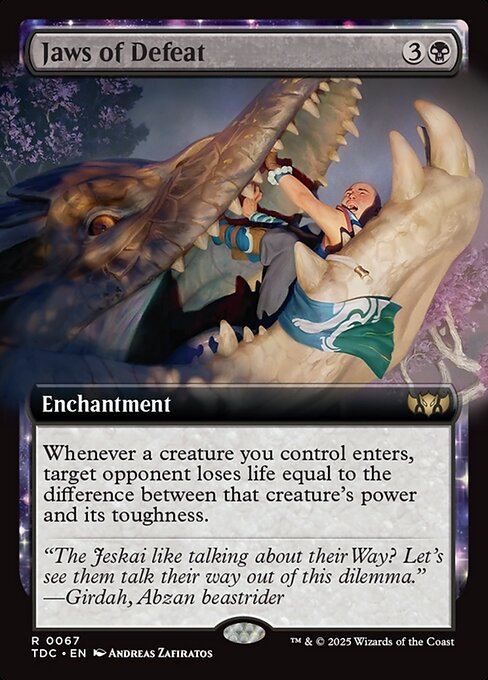 Jaws of Defeat 3
Enchantment
Whenever a creature you control enters,
target opponent loses life equal to the
difference between that creature's power
and its toughness.
“The Jeskai like talking about their Way? Let's
see them talk their way out of this dilemma.”
—Girdah, Abzan beastrider
R 0067
TDC • EN Andreas Zafiratos
™ & © 2025 Wizards of the Coast